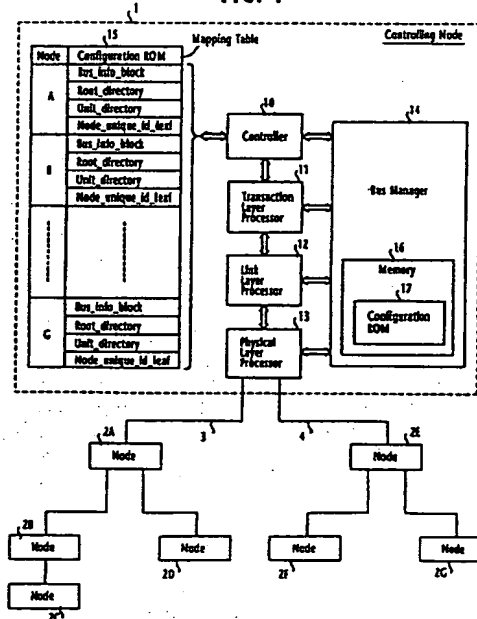 1
15
Mapping Table
Controlling Node
Node
Configuration ROM
A
Bus_info_block
Root_directory
Unit_directory
Node_unique_id_leaf
B
Bus_info_block
Root_directory
Unit_directory
Node_unique_id_leaf
G
Bus_info_block
Root_directory
Unit_directory
Node_unique_id_leaf
10
Controller
11
Transaction
Layer
Processor
12
Link
Layer
Processor
13
Physical
Layer
Processor
14
Bus Manager
16
Memory
17
Configuration
ROM
3
4
2A
Node
2E
Node
2B
Node
2D
Node
2F
Node
2G
Node
Node